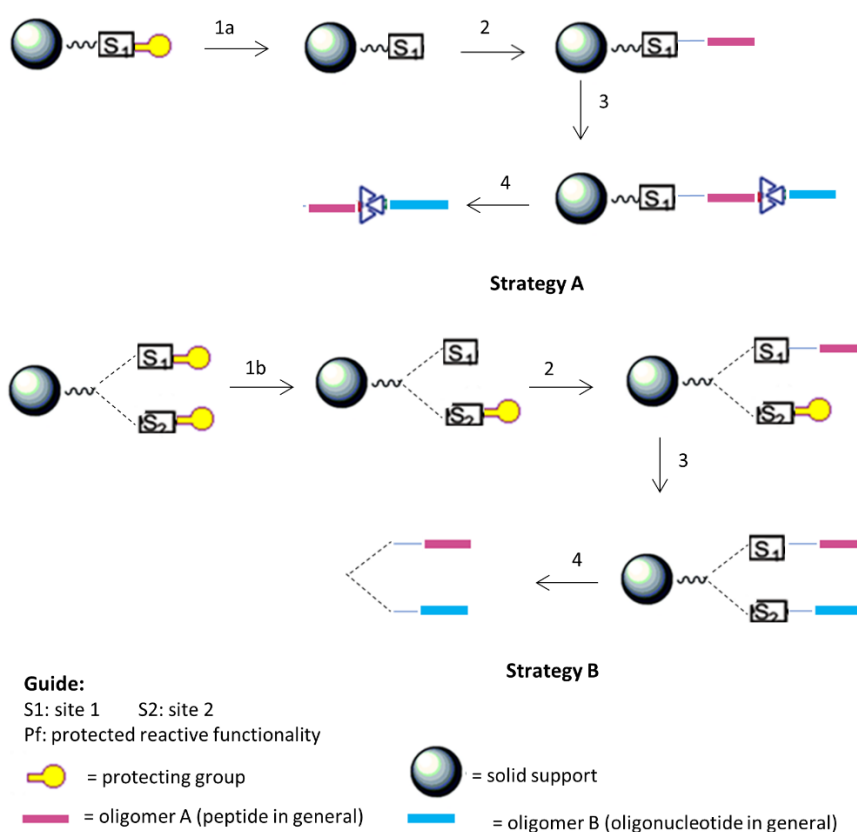 S1
1a
S1
2
S1
3
S1
4
Strategy A
S1
S2
1b
S1
S2
2
S1
S2
3
S1
S2
4
Strategy B
Guide:
S1: site 1 S2: site 2
Pf: protected reactive functionality
= protecting group = solid support
= oligomer A (peptide in general) = oligomer B (oligonucleotide in general)